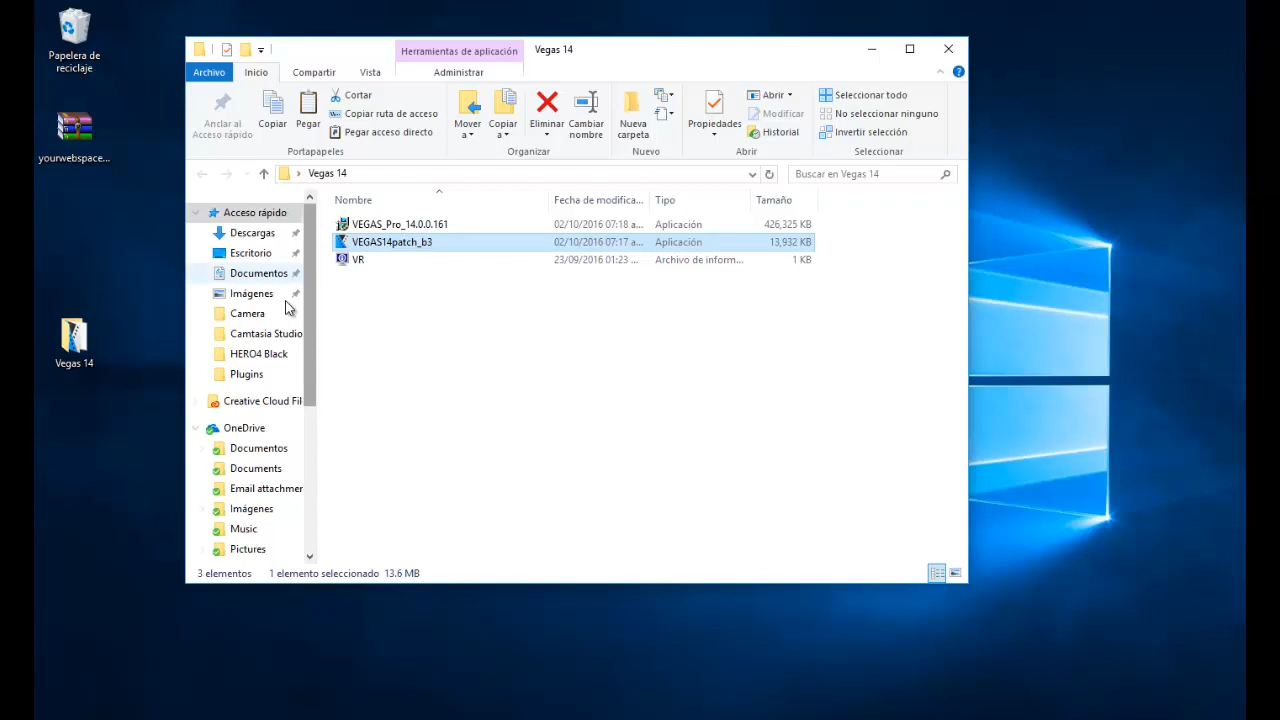 Papelera de
reciclaje
yourwebspace...
Vegas 14
Herramientas de aplicación
Vegas 14
Archivo
Inicio
Compartir
Vista
Administrar
Anclar al
Acceso rápido
Copiar
Pegar
Cortar
Copiar ruta de acceso
Pegar acceso directo
Portapapeles
Mover
a
Copiar
a
Eliminar
Cambiar
nombre
Organizar
Nueva
carpeta
Nuevo
Propiedades
Abrir
Modificar
Historial
Abrir
Seleccionar todo
No seleccionar ninguno
Invertir selección
Seleccionar
Vegas 14
Buscar en Vegas 14
Acceso rápido
Descargas
Escritorio
Documentos
Imágenes
Camera
Camtasia Studio
HERO4 Black
Plugins
Creative Cloud Fil
OneDrive
Documentos
Documents
Email attachmer
Imágenes
Music
Pictures
Nombre Fecha de modifica... Tipo Tamaño
VEGAS_Pro_14.0.0.161 02/10/2016 07:18 a... Aplicación 426,325 KB
VEGAS14patch_b3 02/10/2016 07:17 a... Aplicación 13,932 KB
VR 23/09/2016 01:23 ... Archivo de inform... 1 KB
3 elementos 1 elemento seleccionado 13.6 MB